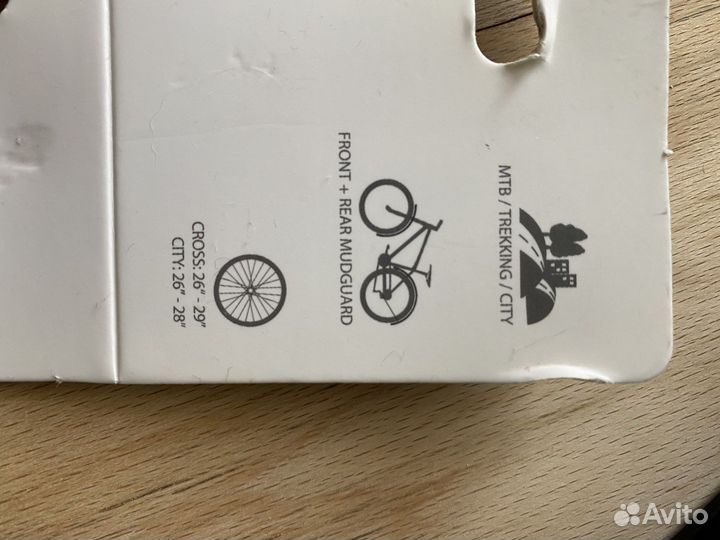 MTB / TREKKING / CITY
FRONT + REAR MUDGUARD
CROSS: 26” - 29”
CITY: 26” - 28”
Avito